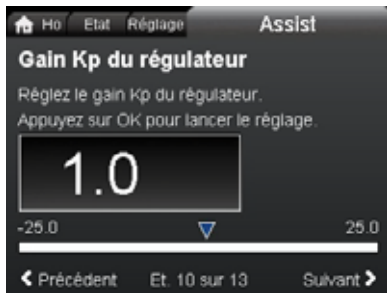 Ho Etat Réglage Assist
Gain Kp du régulateur
Réglez le gain Kp du régulateur.
Appuyez sur OK pour lancer le réglage.
1.0
-25.0 25.0
Précédent Et. 10 sur 13 Suivant